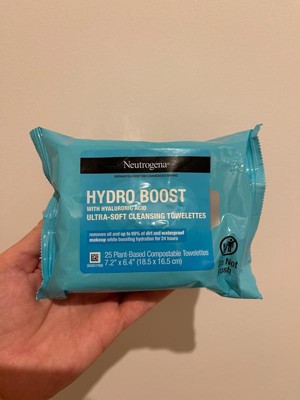 Neutrogena®
HYDRO BOOST
WITH HYALURONIC ACID
ULTRA-SOFT CLEANSING TOWELETTES
removes oil and up to 99% of dirt and waterproof
makeup while boosting hydration for 24 hours
25 Plant-Based Compostable Towelettes
7.2" x 6.4" (18.5 x 16.5 cm)
Do Not
Flush